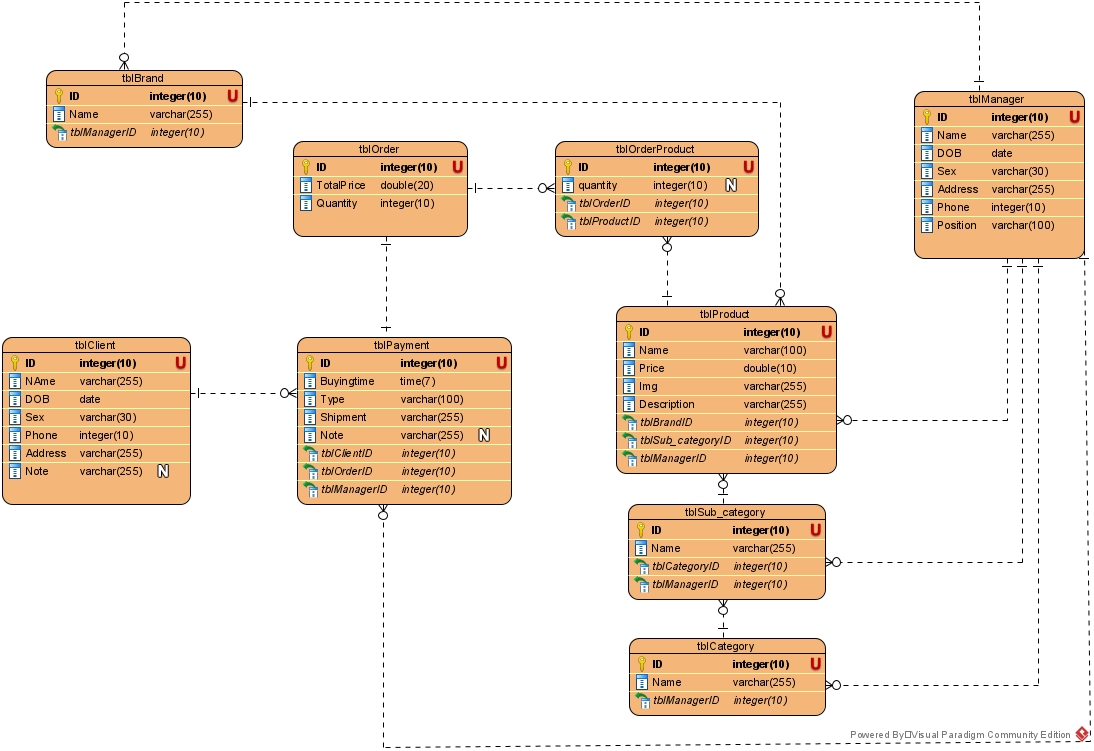 tblBrand
ID integer(10) U
Name varchar(255)
tblManagerID integer(10)
tblManager
ID integer(10) U
Name varchar(255)
DOB date
Sex varchar(30)
Address varchar(255)
Phone integer(10)
Position varchar(100)
tblOrder
ID integer(10) U
TotalPrice double(20)
Quantity integer(10)
tblOrderProduct
ID integer(10) U
quantity integer(10) N
tblOrderID integer(10)
tblProductID integer(10)
tblProduct
ID integer(10) U
Name varchar(100)
Price double(10)
Img varchar(255)
Description varchar(255)
tblBrandID integer(10)
tblSub_categoryID integer(10)
tblManagerID integer(10)
tblClient
ID integer(10) U
NAme varchar(255)
DOB date
Sex varchar(30)
Phone integer(10)
Address varchar(255)
Note varchar(255) N
tblPayment
ID integer(10) U
Buyingtime time(7)
Type varchar(100)
Shipment varchar(255)
Note varchar(255) N
tblClientID integer(10)
tblOrderID integer(10)
tblManagerID integer(10)
tblSub_category
ID integer(10) U
Name varchar(255)
tblCategoryID integer(10)
tblManagerID integer(10)
tblCategory
ID integer(10) U
Name varchar(255)
tblManagerID integer(10)
Powered By□Visual Paradigm Community Edition